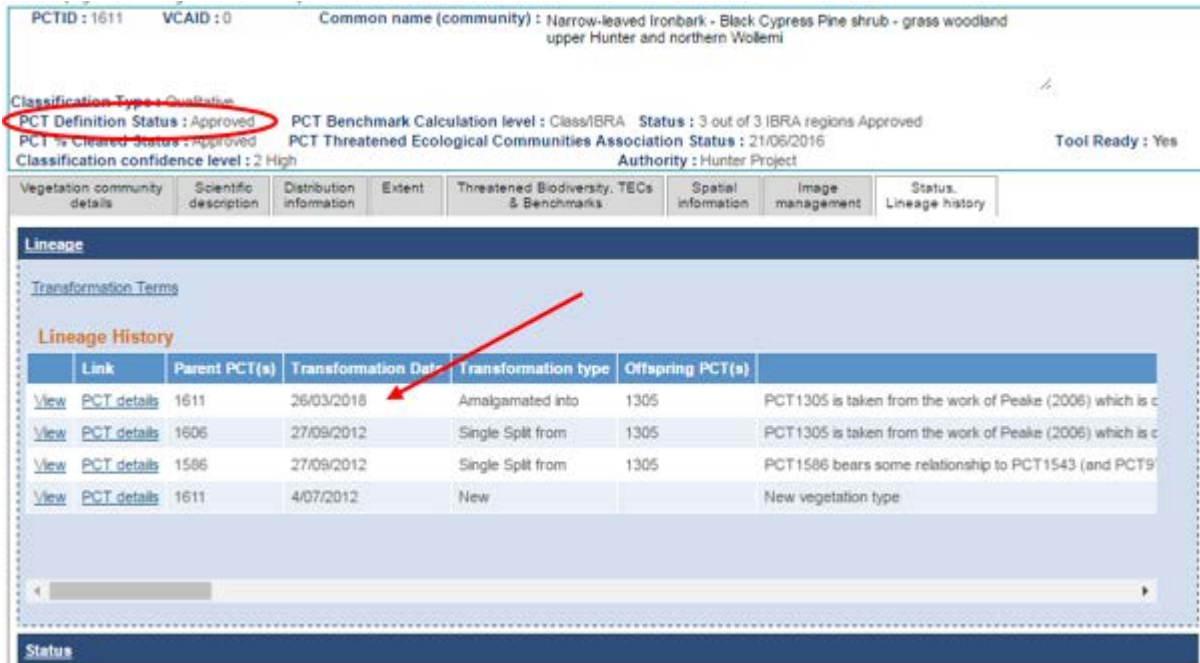 PCTID : 1611 VCAID : 0 Common name (community) : Narrow-leaved Ironbark - Black Cypress Pine shrub - grass woodland
upper Hunter and northern Wollemi
Classification Type : Qualitative
PCT Definition Status : Approved PCT Benchmark Calculation level : Class/IBRA Status : 3 out of 3 IBRA regions Approved
PCT % Cleared Status : Approved PCT Threatened Ecological Communities Association Status : 21/06/2016 Tool Ready : Yes
Classification confidence level : 2 High Authority : Hunter Project
Vegetation community details Scientific description Distribution information Extent Threatened Biodiversity, TECs & Benchmarks Spatial information Image management Status, Lineage history
Lineage
Transformation Terms
Lineage History
Link Parent PCT(s) Transformation Date Transformation type Offspring PCT(s)
View PCT details 1611 26/03/2018 Amalgamated into 1305 PCT1305 is taken from the work of Peake (2006) which is c
View PCT details 1606 27/09/2012 Single Split from 1305 PCT1305 is taken from the work of Peake (2006) which is c
View PCT details 1586 27/09/2012 Single Split from 1305 PCT1586 bears some relationship to PCT1543 (and PCT9
View PCT details 1611 4/07/2012 New New vegetation type
Status